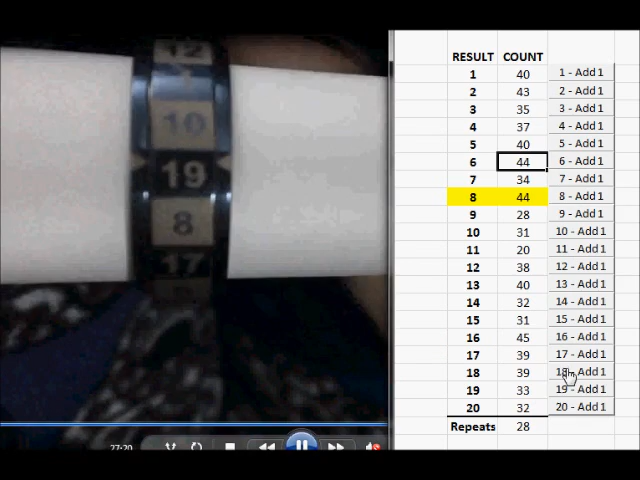 12
1
10
19
8
17
27:20
RESULT COUNT
1 40 1 - Add 1
2 43 2 - Add 1
3 35 3 - Add 1
4 37 4 - Add 1
5 40 5 - Add 1
6 44 6 - Add 1
7 34 7 - Add 1
8 44 8 - Add 1
9 28 9 - Add 1
10 31 10 - Add 1
11 20 11 - Add 1
12 38 12 - Add 1
13 40 13 - Add 1
14 32 14 - Add 1
15 31 15 - Add 1
16 45 16 - Add 1
17 39 17 - Add 1
18 39 18 - Add 1
19 33 19 - Add 1
20 32 20 - Add 1
Repeats 28